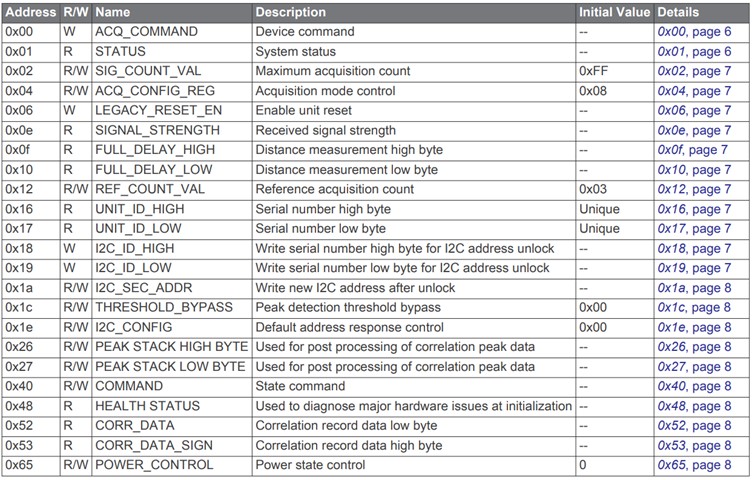 Address R/W Name Description Initial Value Details
0x00 W ACQ_COMMAND Device command -- 0x00, page 6
0x01 R STATUS System status -- 0x01, page 6
0x02 R/W SIG_COUNT_VAL Maximum acquisition count 0xFF 0x02, page 7
0x04 R/W ACQ_CONFIG_REG Acquisition mode control 0x08 0x04, page 7
0x06 W LEGACY_RESET_EN Enable unit reset -- 0x06, page 7
0x0e R SIGNAL_STRENGTH Received signal strength -- 0x0e, page 7
0x0f R FULL_DELAY_HIGH Distance measurement high byte -- 0x0f, page 7
0x10 R FULL_DELAY_LOW Distance measurement low byte -- 0x10, page 7
0x12 R/W REF_COUNT_VAL Reference acquisition count 0x03 0x12, page 7
0x16 R UNIT_ID_HIGH Serial number high byte Unique 0x16, page 7
0x17 R UNIT_ID_LOW Serial number low byte Unique 0x17, page 7
0x18 W I2C_ID_HIGH Write serial number high byte for I2C address unlock -- 0x18, page 7
0x19 W I2C_ID_LOW Write serial number low byte for I2C address unlock -- 0x19, page 7
0x1a R/W I2C_SEC_ADDR Write new I2C address after unlock -- 0x1a, page 8
0x1c R/W THRESHOLD_BYPASS Peak detection threshold bypass 0x00 0x1c, page 8
0x1e R/W I2C_CONFIG Default address response control 0x00 0x1e, page 8
0x26 R/W PEAK STACK HIGH BYTE Used for post processing of correlation peak data -- 0x26, page 8
0x27 R/W PEAK STACK LOW BYTE Used for post processing of correlation peak data -- 0x27, page 8
0x40 R/W COMMAND State command -- 0x40, page 8
0x48 R HEALTH STATUS Used to diagnose major hardware issues at initialization -- 0x48, page 8
0x52 R CORR_DATA Correlation record data low byte -- 0x52, page 8
0x53 R CORR_DATA_SIGN Correlation record data high byte -- 0x53, page 8
0x65 R/W POWER_CONTROL Power state control 0 0x65, page 8